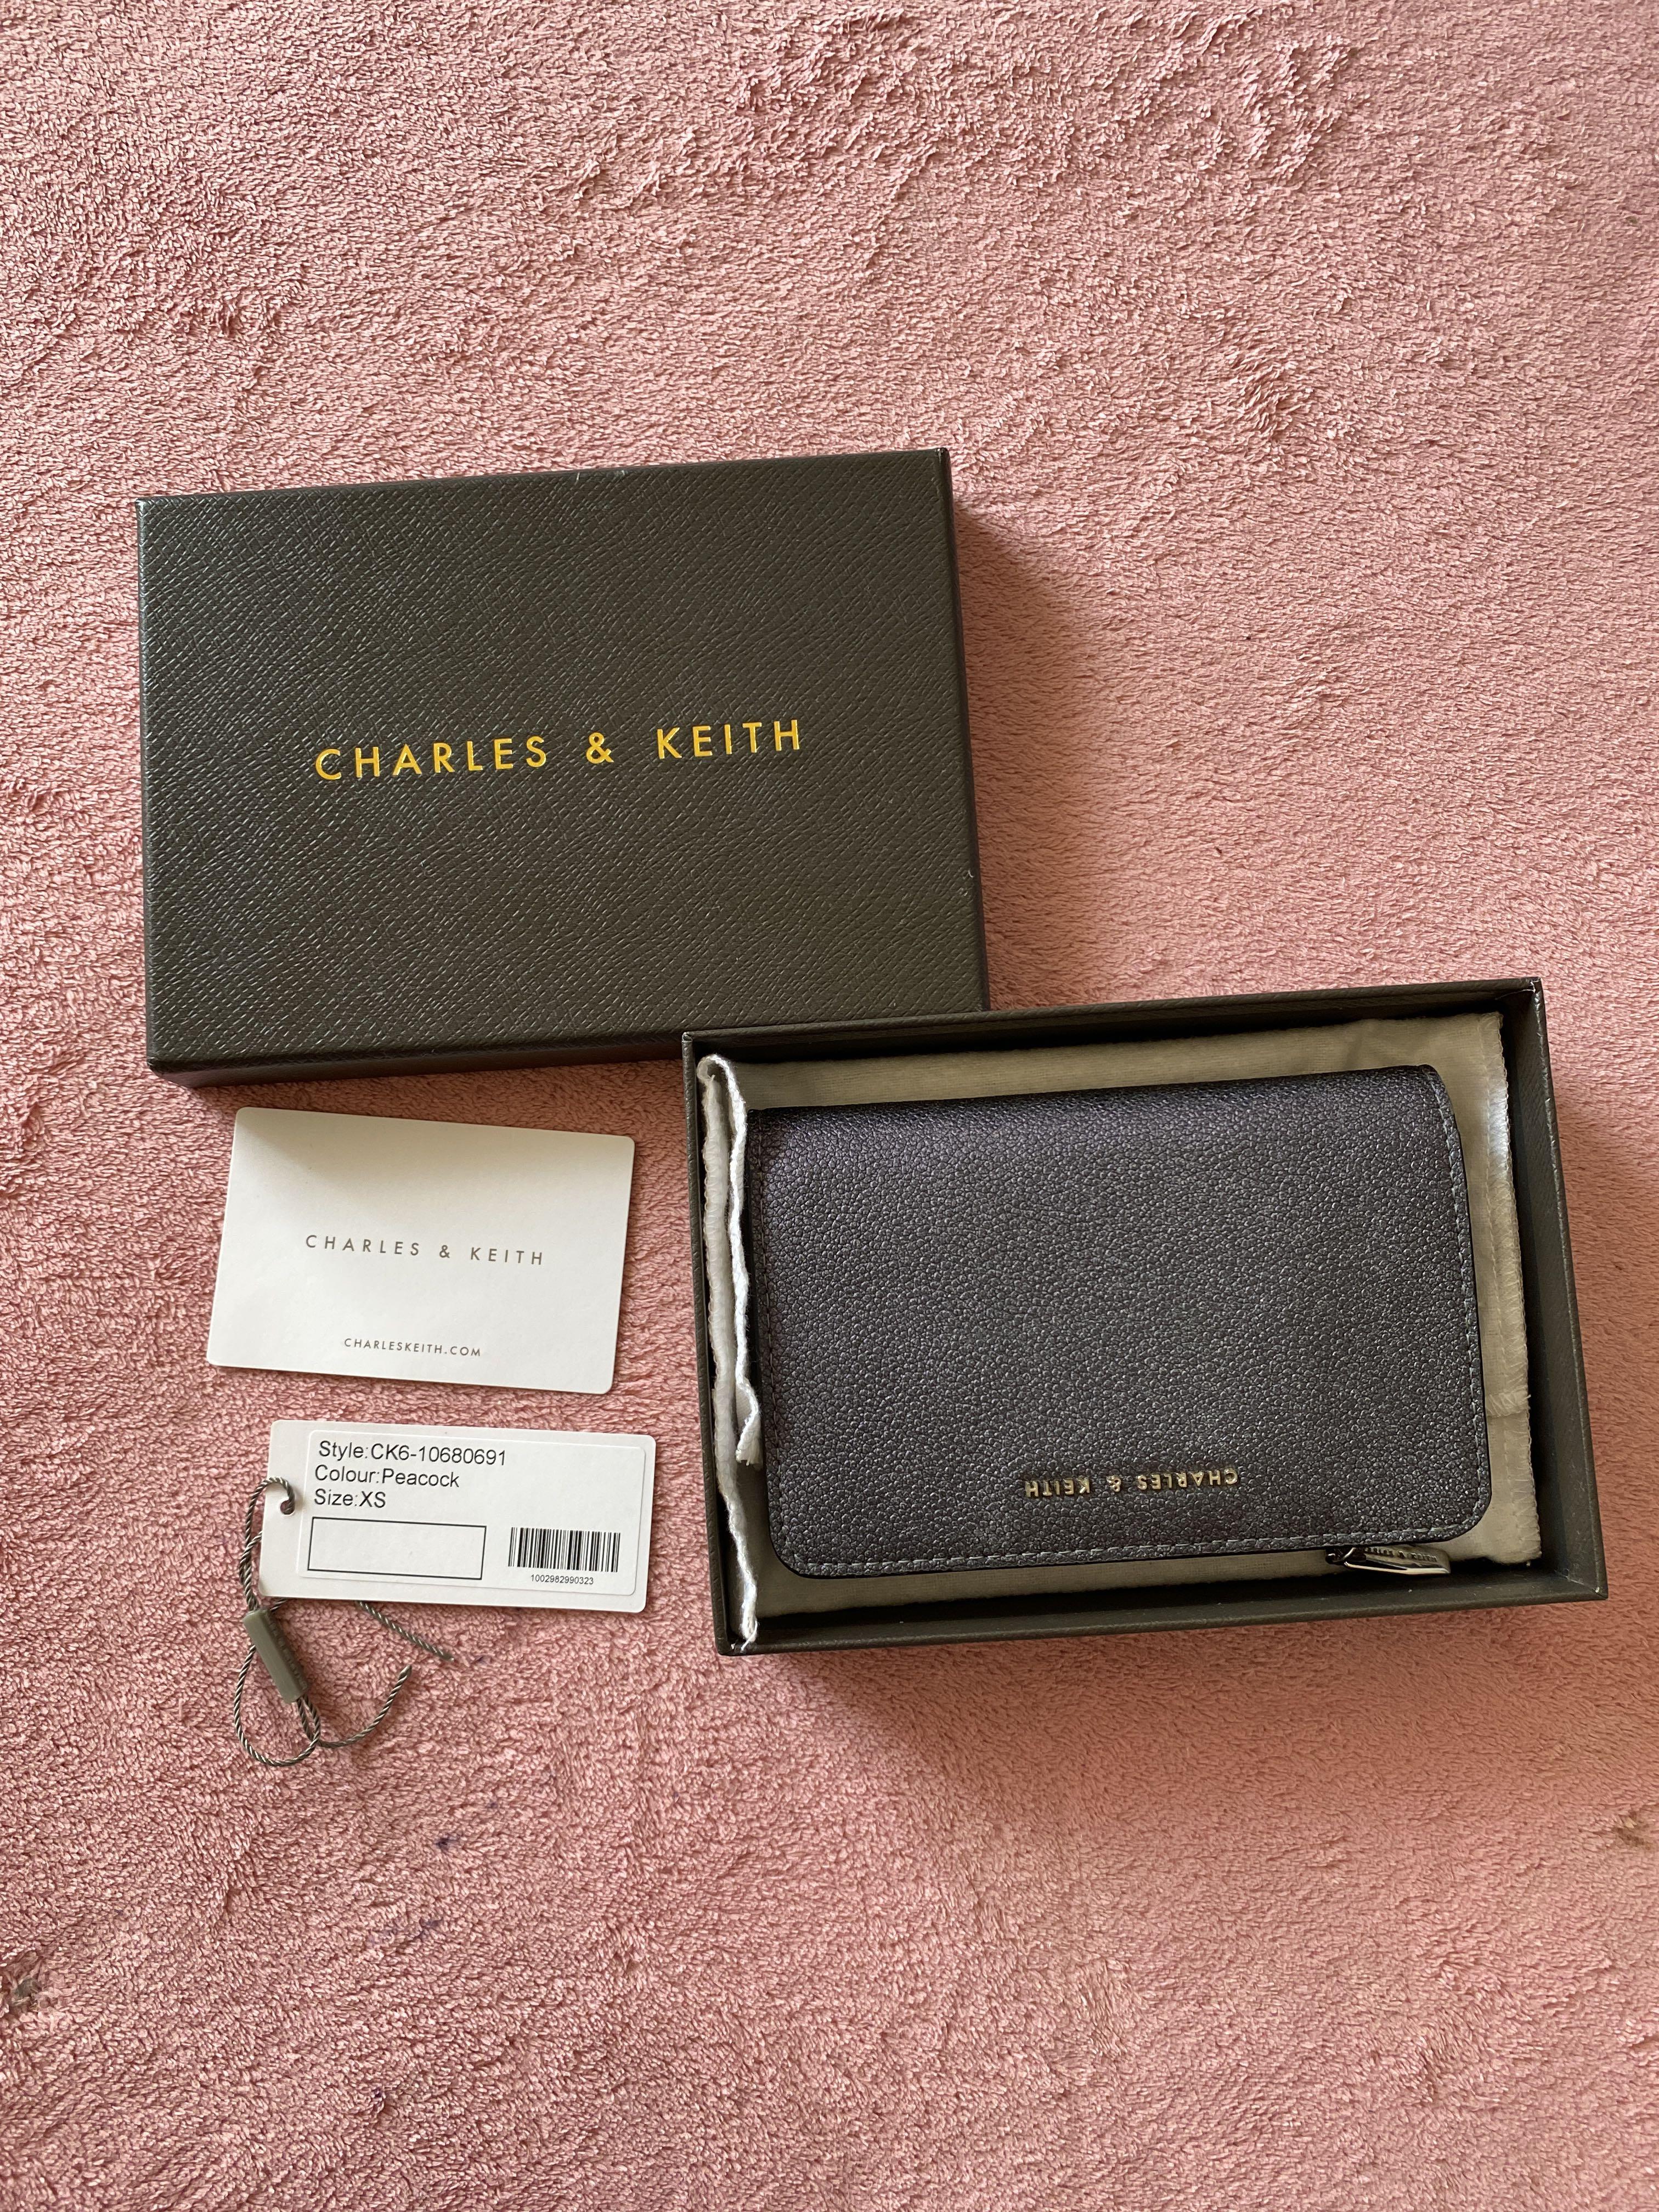 CHARLES & KEITH
CHARLES & KEITH
CHARLESKEITH.COM
Style:CK6-10680691
Colour:Peacock
Size:XS
1002982990323
CHARLES & KEITH